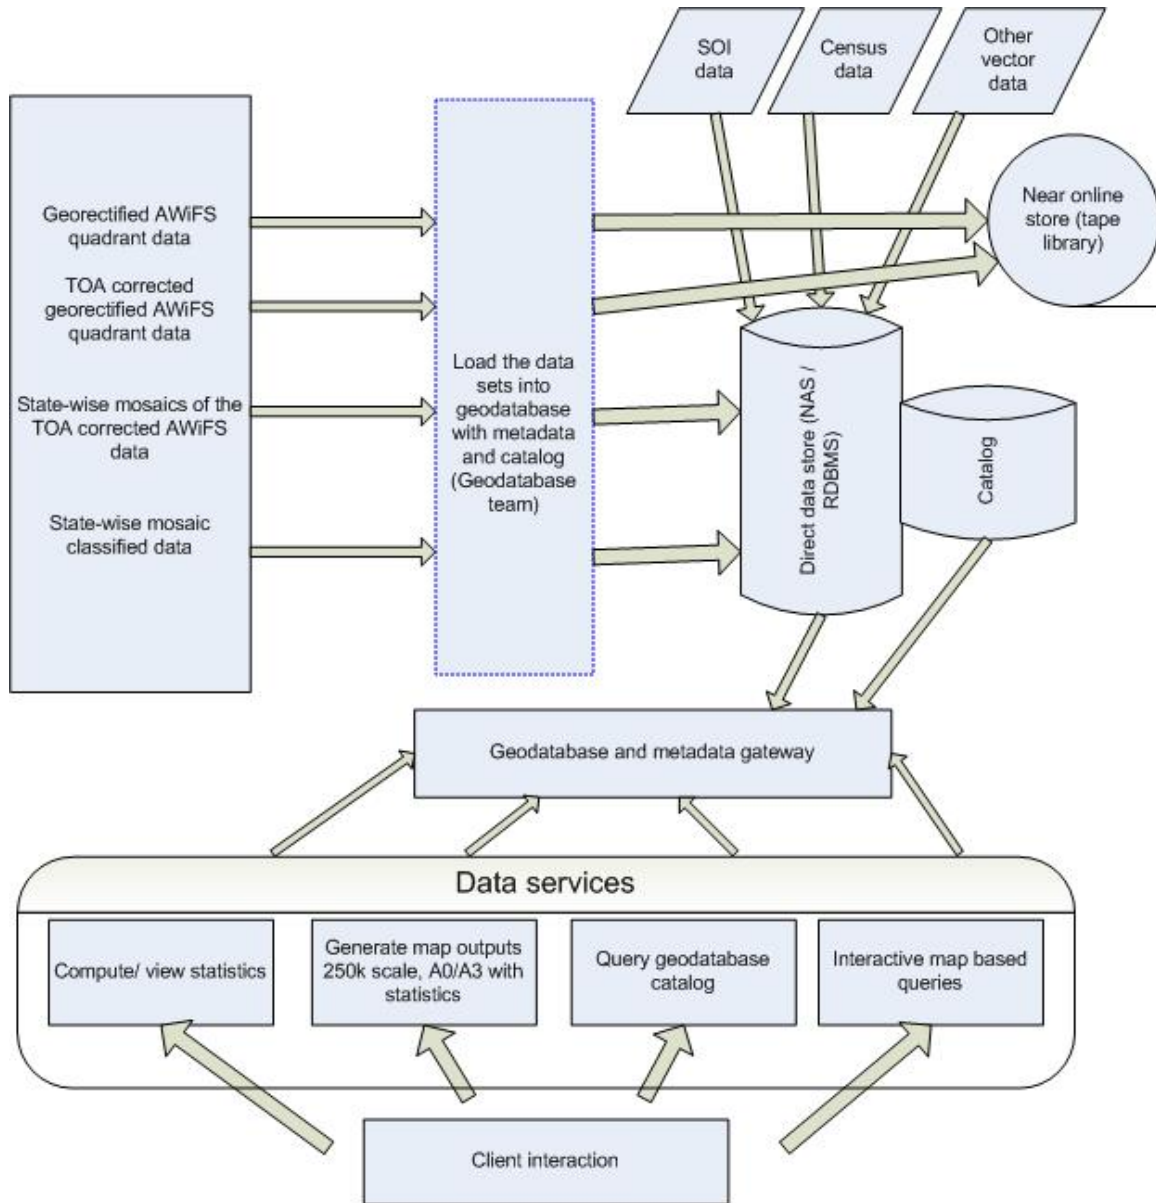 SOI
data
Census
data
Other
vector
data
Near online
store (tape
library)
Georectified AWiFS
quadrant data
TOA corrected
georectified AWiFS
quadrant data
State-wise mosaics of the
TOA corrected AWiFS
data
State-wise mosaic
classified data
Load the data
sets into
geodatabase
with metadata
and catalog
(Geodatabase
team)
Direct data store (NAS /
RDBMS)
Catalog
Geodatabase and metadata gateway
Data services
Compute/ view statistics
Generate map outputs
250k scale, A0/A3 with
statistics
Query geodatabase
catalog
Interactive map based
queries
Client interaction